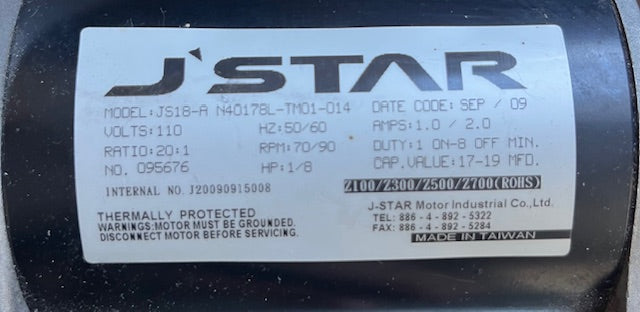 J'STAR
MODEL:JS18-A N40178L-TM01-014 DATE CODE: SEP / 09
VOLTS:110 HZ:50/60 AMPS:1.0 / 2.0
RATIO:20:1 RPM:70/90 DUTY:1 ON-8 OFF MIN.
NO. 095676 HP:1/8 CAP.VALUE:17-19 MFD.
INTERNAL NO. J20090915008 Z100/Z300/Z500/Z700(ROHS)
THERMALLY PROTECTED
WARNINGS:MOTOR MUST BE GROUNDED.
DISCONNECT MOTOR BEFORE SERVICING.
J-STAR Motor Industrial Co.,Ltd.
TEL: 886 - 4 - 892 - 5322
FAX: 886 - 4 - 892 - 5284
MADE IN TAIWAN